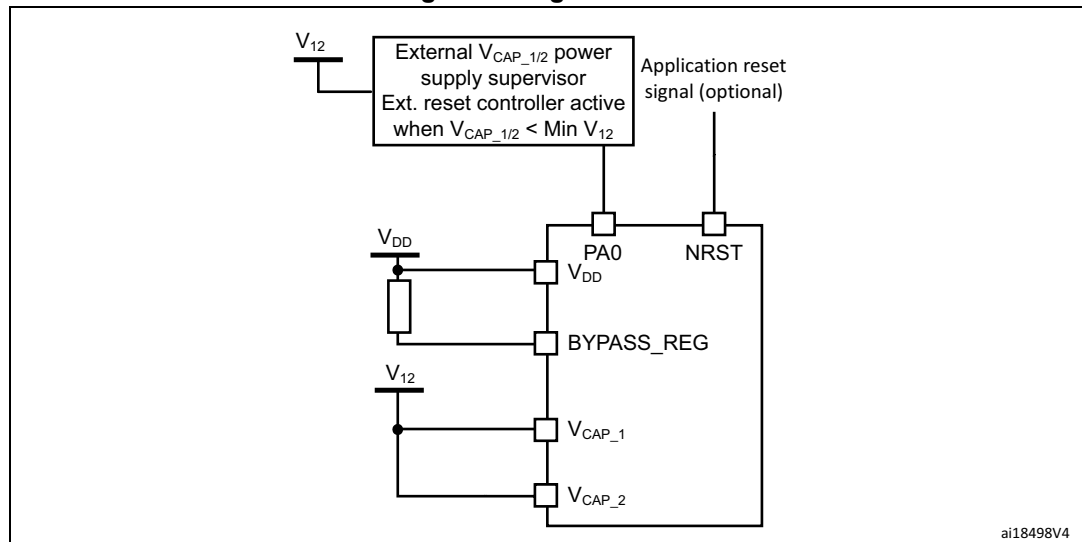 V12
External VCAP_1/2 power
supply supervisor
Ext. reset controller active
when VCAP_1/2 < Min V12
Application reset
signal (optional)
PA0
NRST
VDD
VDD
BYPASS_REG
V12
VCAP_1
VCAP_2
ai18498V4